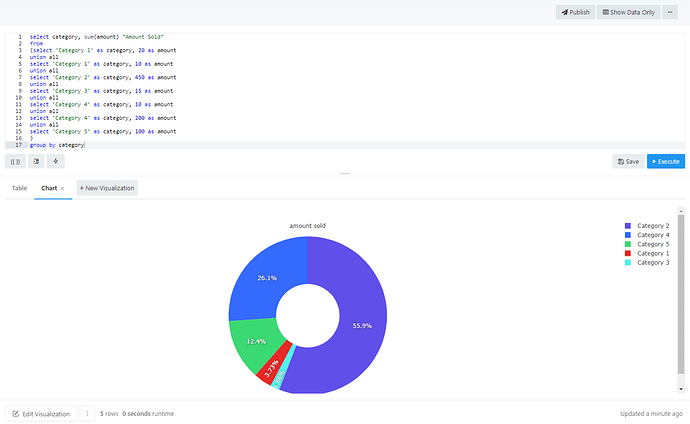 Publish
Show Data Only
1 select category, sum(amount) "Amount Sold"
2 from
3 (select "Category 1" as category, 20 as amount
4 union all
5 select "Category 1" as category, 10 as amount
6 union all
7 select "Category 2" as category, 450 as amount
8 union all
9 select "Category 3" as category, 15 as amount
10 union all
11 select "Category 4" as category, 10 as amount
12 union all
13 select "Category 4" as category, 200 as amount
14 union all
15 select "Category 5" as category, 100 as amount
16 )
17 group by category
{{ }}
Save
Execute
Table
Chart ×
+ New Visualization
amount sold
Category 2
Category 4
Category 5
Category 1
Category 3
26.1%
55.9%
12.4%
3.73%
Edit Visualization
5 rows 0 seconds runtime
Updated a minute ago